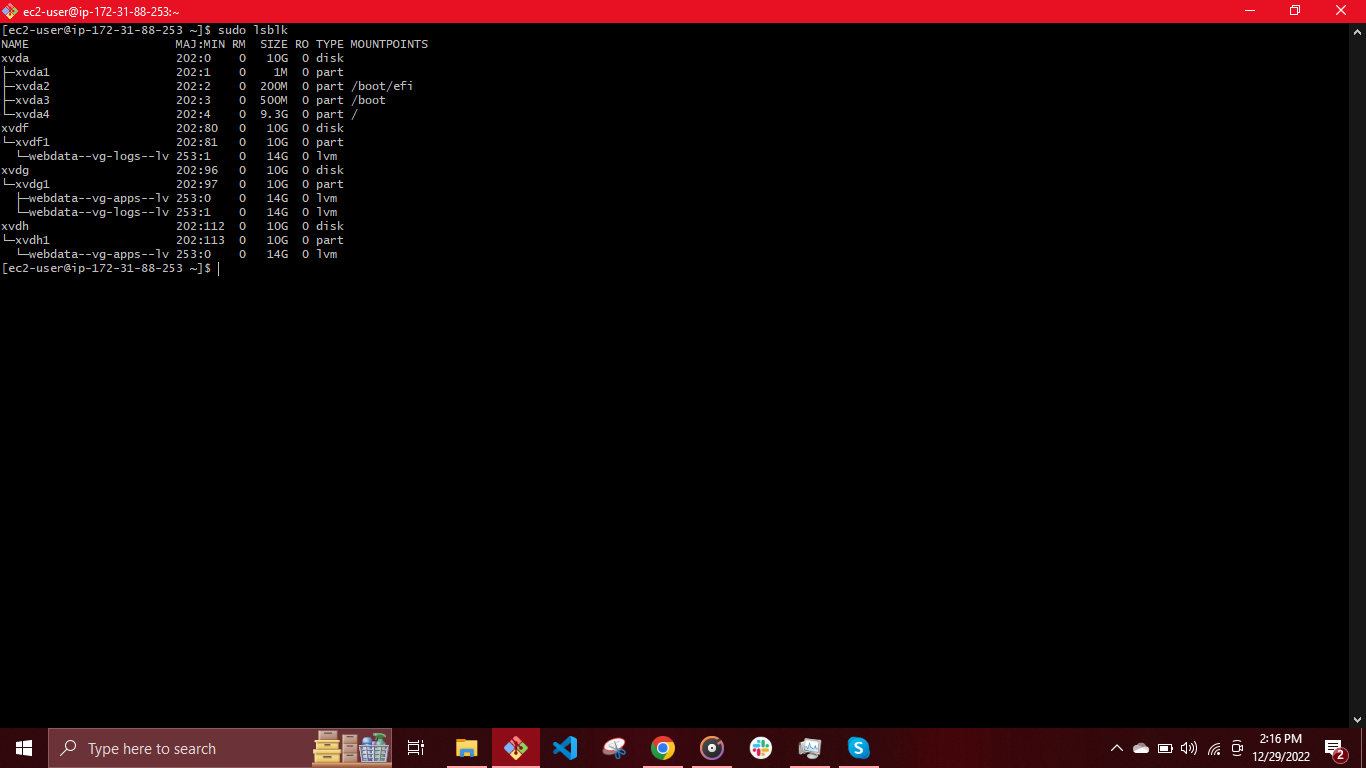 ec2-user@ip-172-31-88-253:~
[ec2-user@ip-172-31-88-253 ~]$ sudo lsblk
NAME                     MAJ:MIN RM  SIZE RO TYPE MOUNTPOINTS
xvda                     202:0    0   10G  0 disk
├─xvda1                  202:1    0    1M  0 part
├─xvda2                  202:2    0  200M  0 part /boot/efi
├─xvda3                  202:3    0  500M  0 part /boot
└─xvda4                  202:4    0  9.3G  0 part /
xvdf                     202:80   0   10G  0 disk
└─xvdf1                  202:81   0   10G  0 part
  └─webdata--vg-logs--lv 253:1    0   14G  0 lvm
xvdg                     202:96   0   10G  0 disk
└─xvdg1                  202:97   0   10G  0 part
  ├─webdata--vg-apps--lv 253:0    0   14G  0 lvm
  └─webdata--vg-logs--lv 253:1    0   14G  0 lvm
xvdh                     202:112  0   10G  0 disk
└─xvdh1                  202:113  0   10G  0 part
  └─webdata--vg-apps--lv 253:0    0   14G  0 lvm
[ec2-user@ip-172-31-88-253 ~]$
Type here to search
2:16 PM
12/29/2022
2